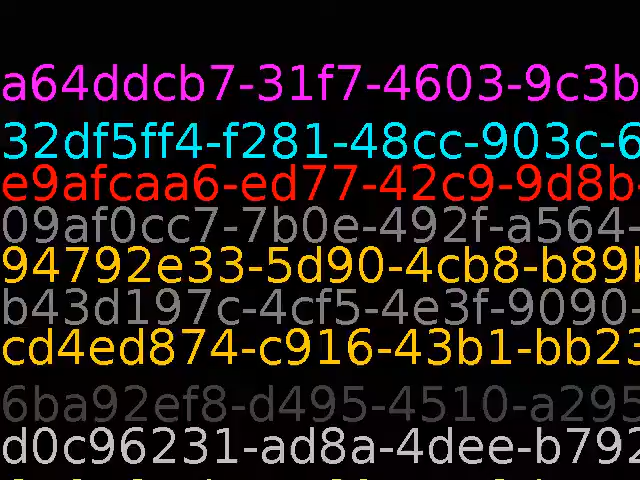 a64ddcb7-31f7-4603-9c3b
32df5ff4-f281-48cc-903c-6
e9afcaa6-ed77-42c9-9d8b-
09af0cc7-7b0e-492f-a564-
94792e33-5d90-4cb8-b89b
b43d197c-4cf5-4e3f-9090-
cd4ed874-c916-43b1-bb23
6ba92ef8-d495-4510-a295
d0c96231-ad8a-4dee-b792